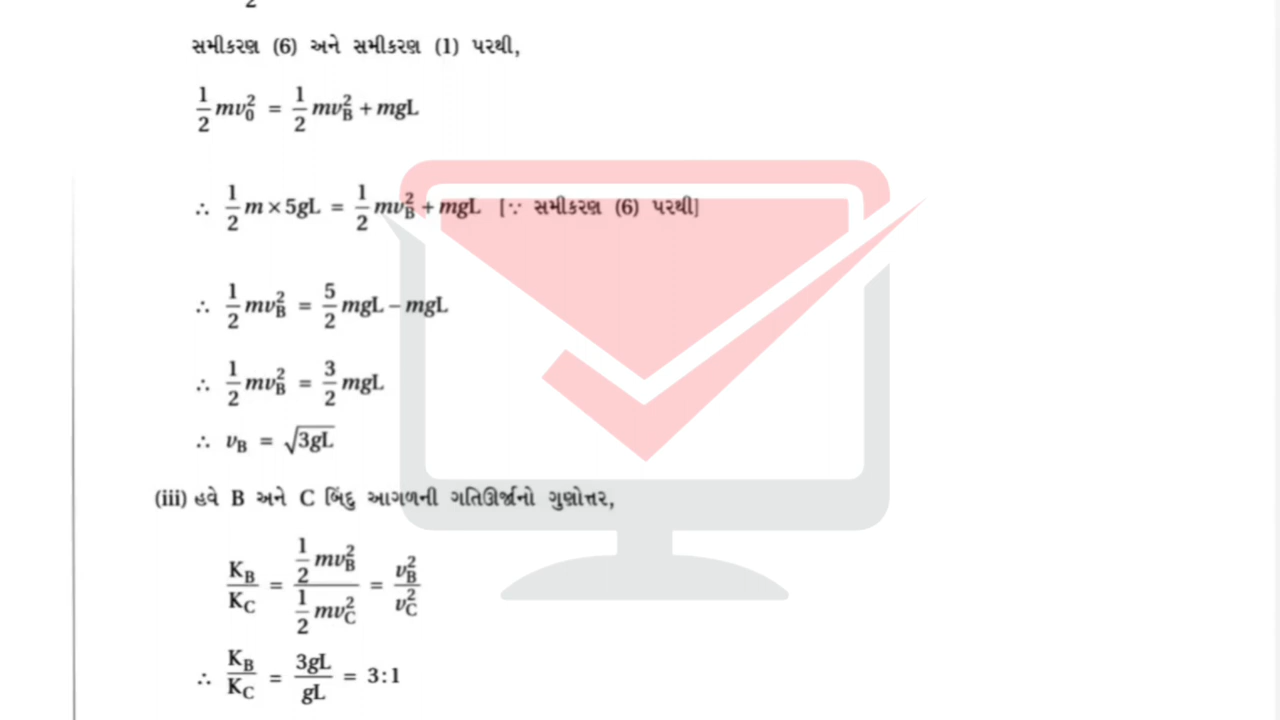 સમીકરણ (6) અને સમીકરણ (1) પરથી,
1/2 mv₀² = 1/2 mv_B² + mgL
∴ 1/2 m × 5gL = 1/2 mv_B² + mgL [∵ સમીકરણ (6) પરથી]
∴ 1/2 mv_B² = 5/2 mgL – mgL
∴ 1/2 mv_B² = 3/2 mgL
∴ v_B = √3gL
(iii) હવે B અને C બિંદુ આગળની ગતિઊર્જાનો ગુણોત્તર,
K_B/K_C = (1/2 mv_B²)/(1/2 mv_C²) = v_B²/v_C²
∴ K_B/K_C = 3gL/gL = 3:1